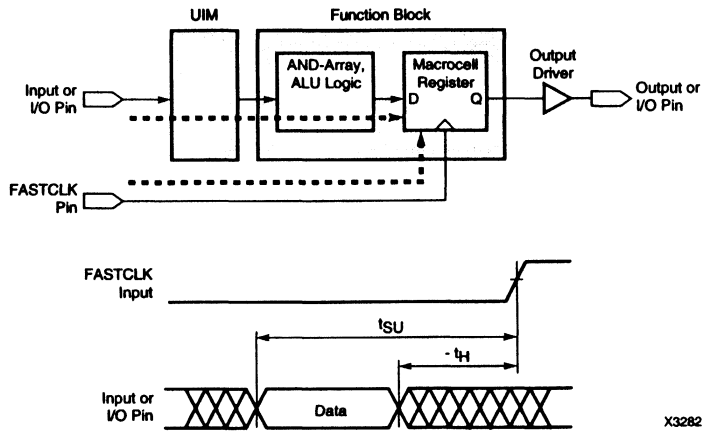 UIM
Function Block
AND-Array,
ALU Logic
Macrocell
Register
D
Q
Output
Driver
Input or
I/O Pin
Output or
I/O Pin
FASTCLK
Pin
FASTCLK
Input
tSU
- tH
Input or
I/O Pin
Data
X3282